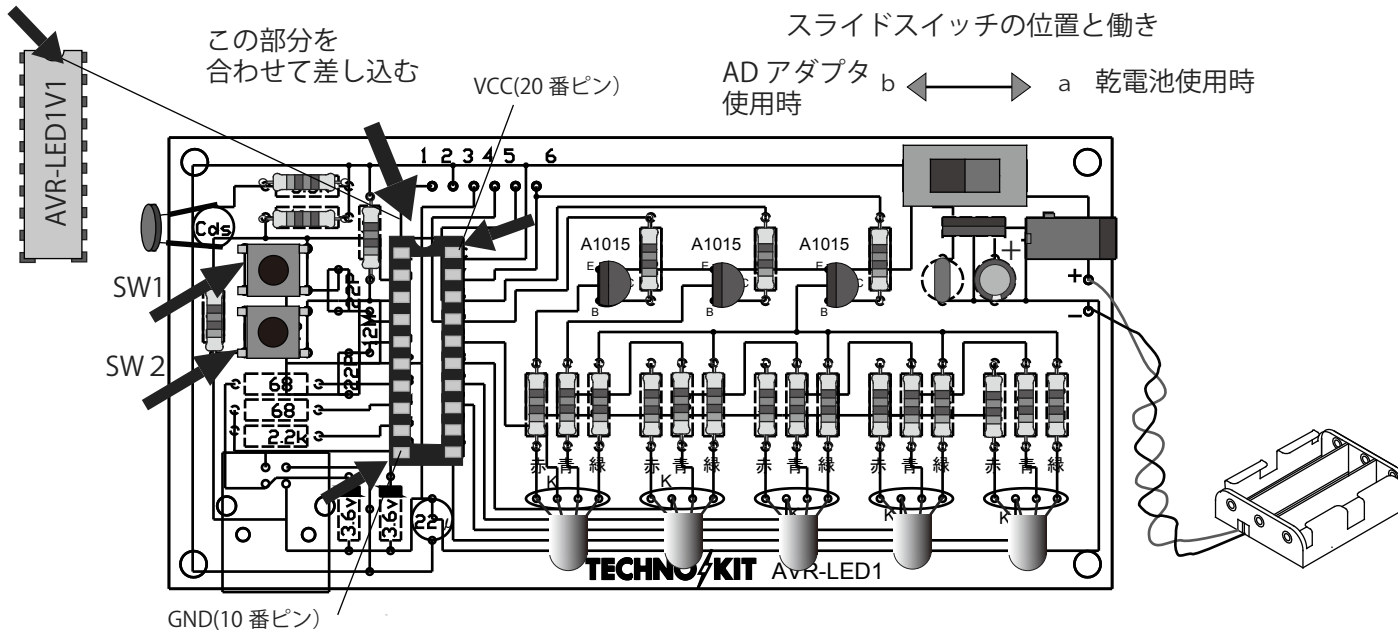 スライドスイッチの位置と働き
この部分を
合わせて差し込む
AD アダプタ
使用時
b
a
乾電池使用時
VCC(20 番ピン)
AVR-LED1V1
1 2 3 4 5 6
Cds
A1015
A1015
A1015
E
C
B
E
C
B
E
C
B
SW1
SW 2
22P
12M
22P
68
68
2.2k
+
+
−
赤 青 緑
赤 青 緑
赤 青 緑
赤 青 緑
赤 青 緑
K
K
K
K
K
3.6v
3.6v
22μ
TECHNO KIT AVR-LED1
GND(10 番ピン)